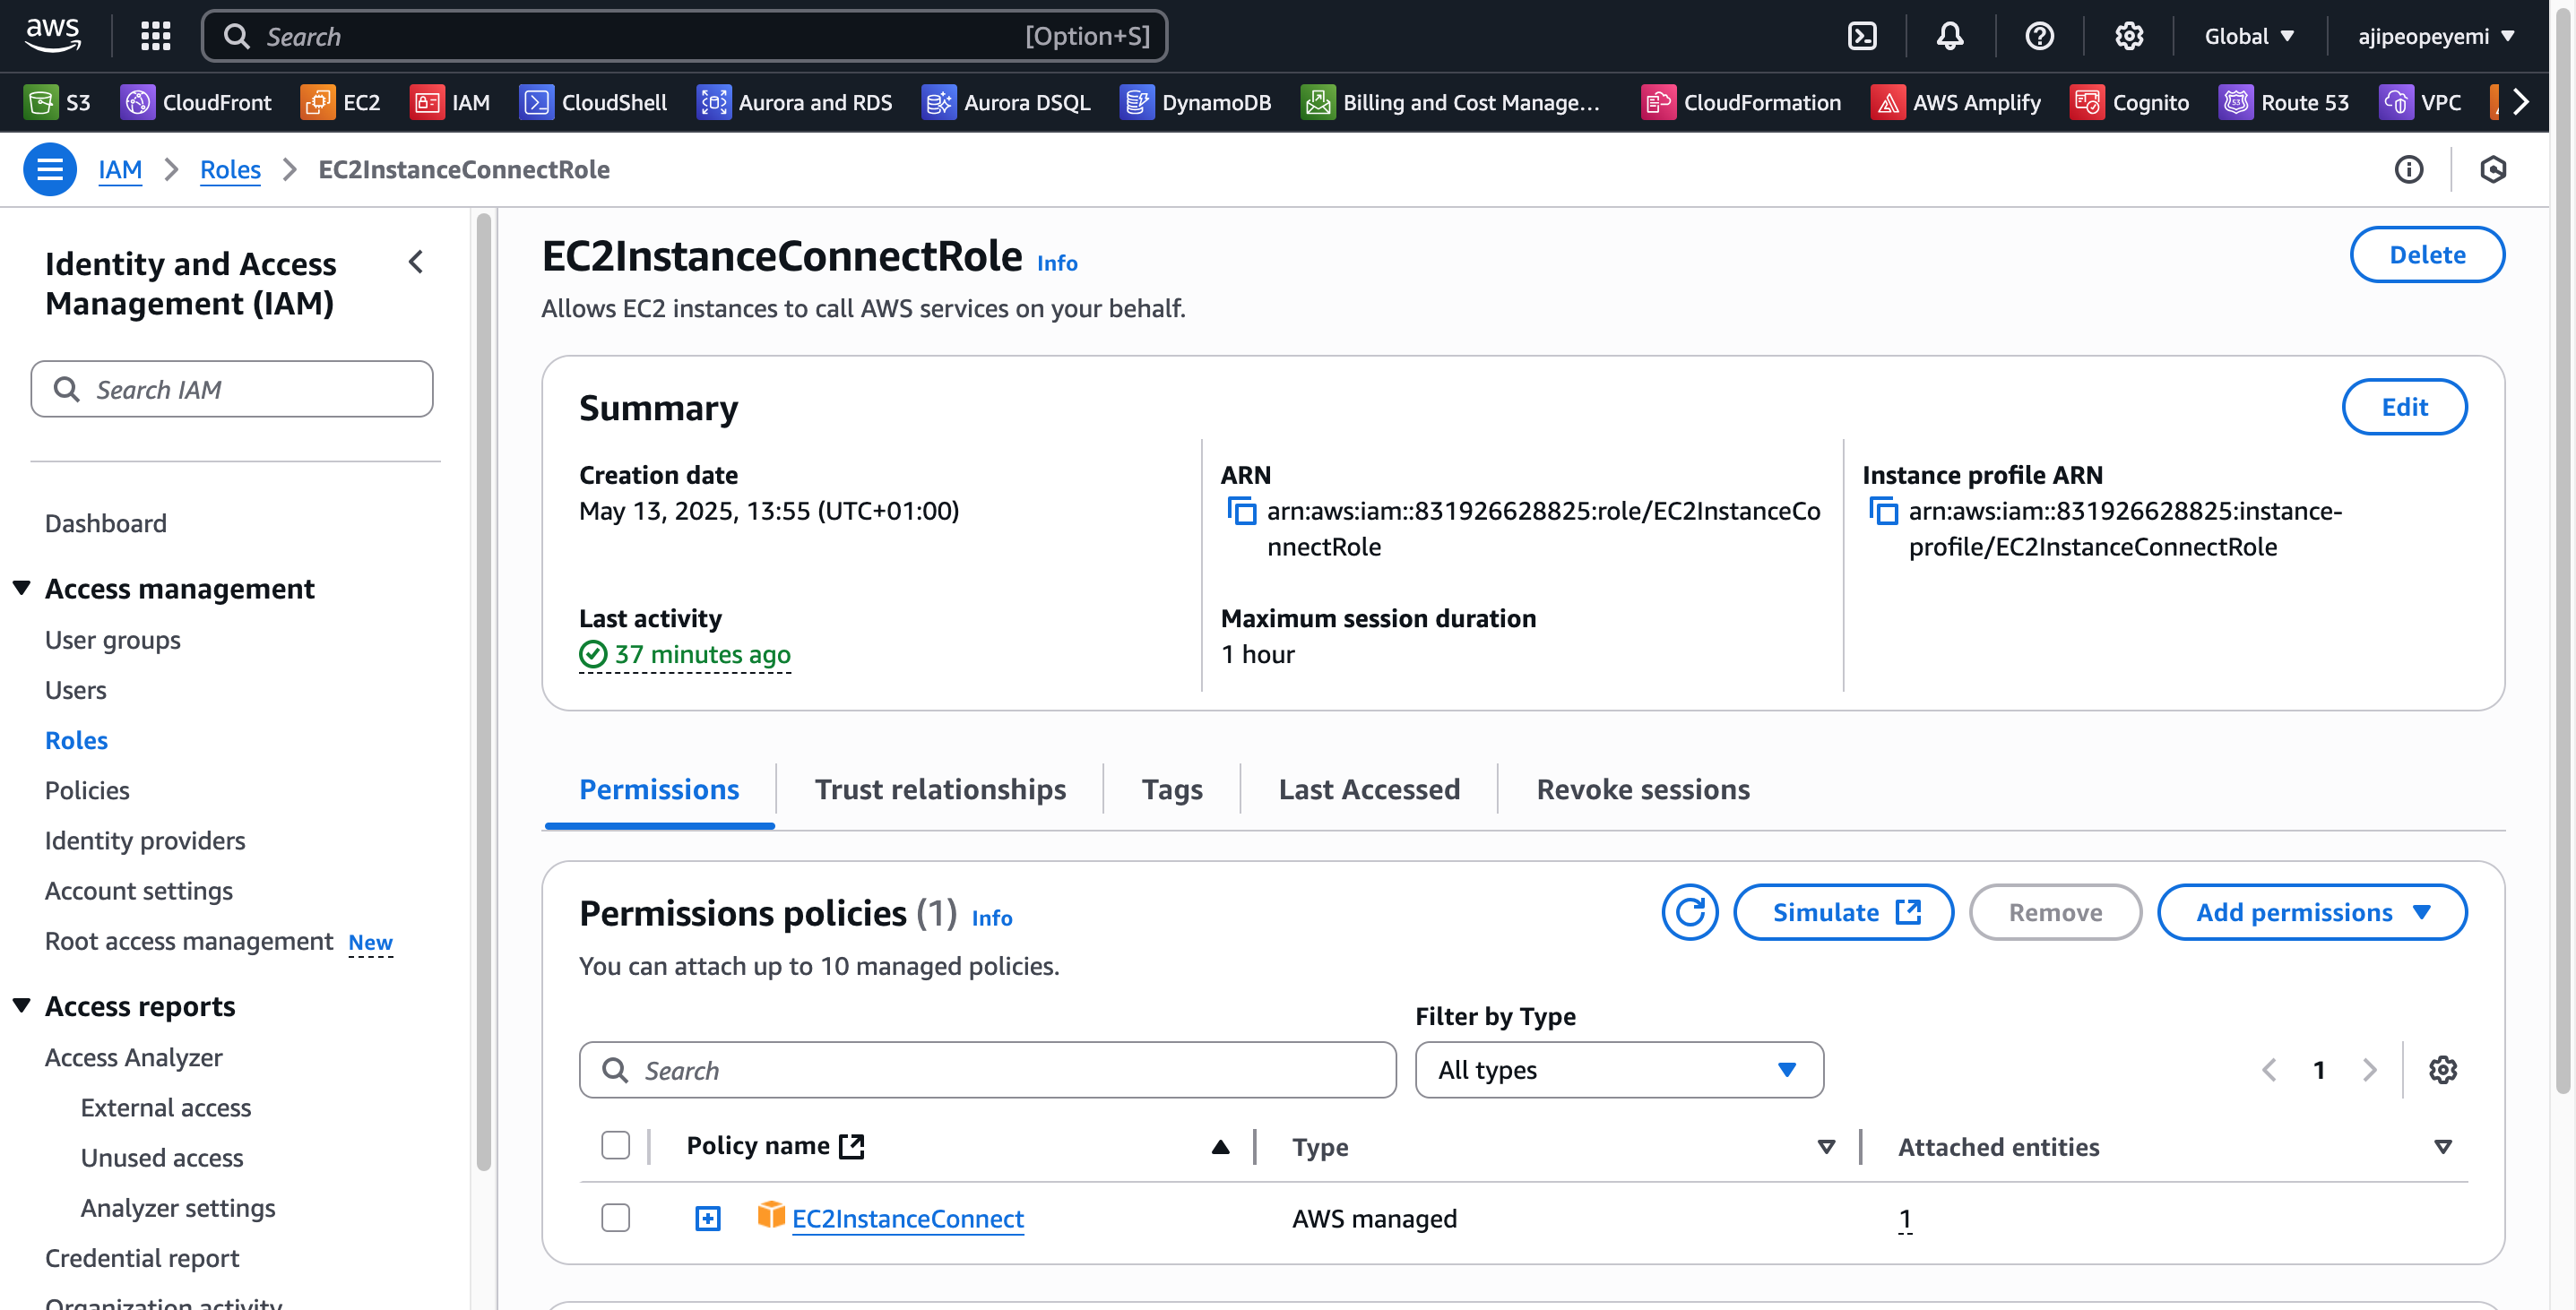 aws
Search
[Option+S]
Global
ajipeopeyemi
S3
CloudFront
EC2
IAM
CloudShell
Aurora and RDS
Aurora DSQL
DynamoDB
Billing and Cost Manage...
CloudFormation
AWS Amplify
Cognito
Route 53
VPC
IAM
Roles
EC2InstanceConnectRole
Identity and Access
Management (IAM)
Search IAM
Dashboard
Access management
User groups
Users
Roles
Policies
Identity providers
Account settings
Root access management New
Access reports
Access Analyzer
External access
Unused access
Analyzer settings
Credential report
Organization activity
EC2InstanceConnectRole Info
Delete
Allows EC2 instances to call AWS services on your behalf.
Summary
Edit
Creation date
May 13, 2025, 13:55 (UTC+01:00)
ARN
arn:aws:iam::831926628825:role/EC2InstanceCo
nnectRole
Instance profile ARN
arn:aws:iam::831926628825:instance-
profile/EC2InstanceConnectRole
Last activity
37 minutes ago
Maximum session duration
1 hour
Permissions
Trust relationships
Tags
Last Accessed
Revoke sessions
Permissions policies (1) Info
Simulate
Remove
Add permissions
You can attach up to 10 managed policies.
Filter by Type
Search
All types
1
Policy name
Type
Attached entities
EC2InstanceConnect
AWS managed
1